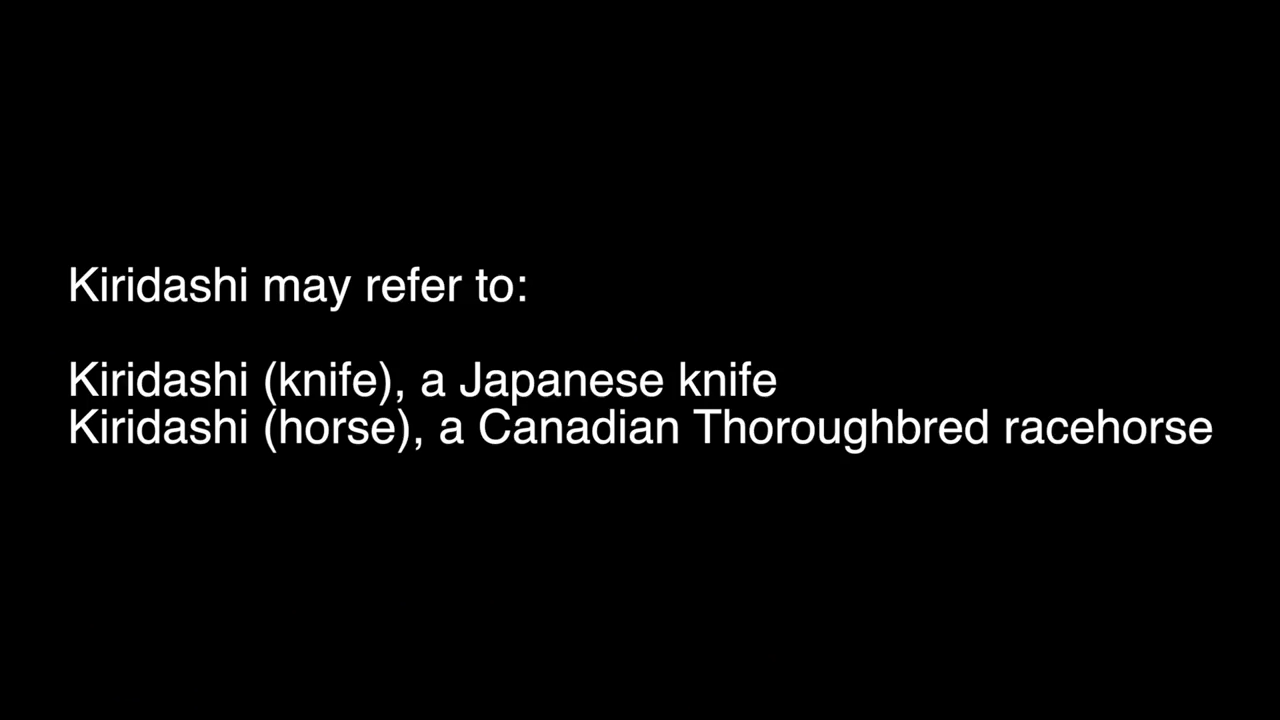 Kiridashi may refer to:
Kiridashi (knife), a Japanese knife
Kiridashi (horse), a Canadian Thoroughbred racehorse